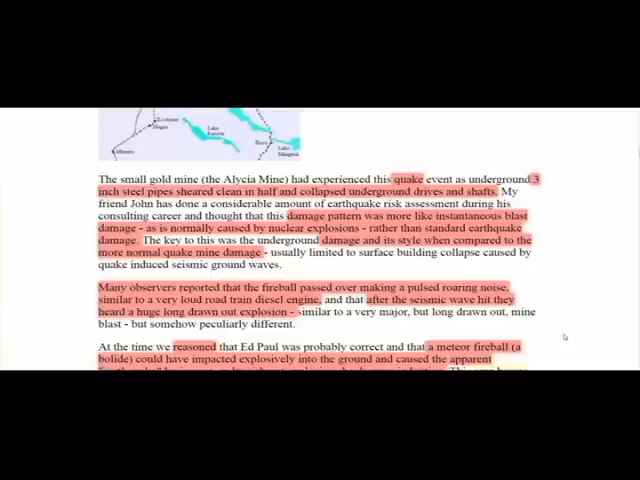 Lake
Lake
The small gold mine (the Alycia Mine) had experienced this quake event as underground 3
inch steel pipes sheared clean in half and collapsed underground drives and shafts. My
friend John has done a considerable amount of earthquake risk assessment during his
consulting career and thought that this damage pattern was more like instantaneous blast
damage - as is normally caused by nuclear explosions - rather than standard earthquake
damage. The key to this was the underground damage and its style when compared to the
more normal quake mine damage - usually limited to surface building collapse caused by
quake induced seismic ground waves.
Many observers reported that the fireball passed over making a pulsed roaring noise,
similar to a very loud road train diesel engine, and that after the seismic wave hit they
heard a huge long drawn out explosion - similar to a very major, but long drawn out, mine
blast - but somehow peculiarly different.
At the time we reasoned that Ed Paul was probably correct and that a meteor fireball (a
bolide) could have impacted explosively into the ground and caused the apparent